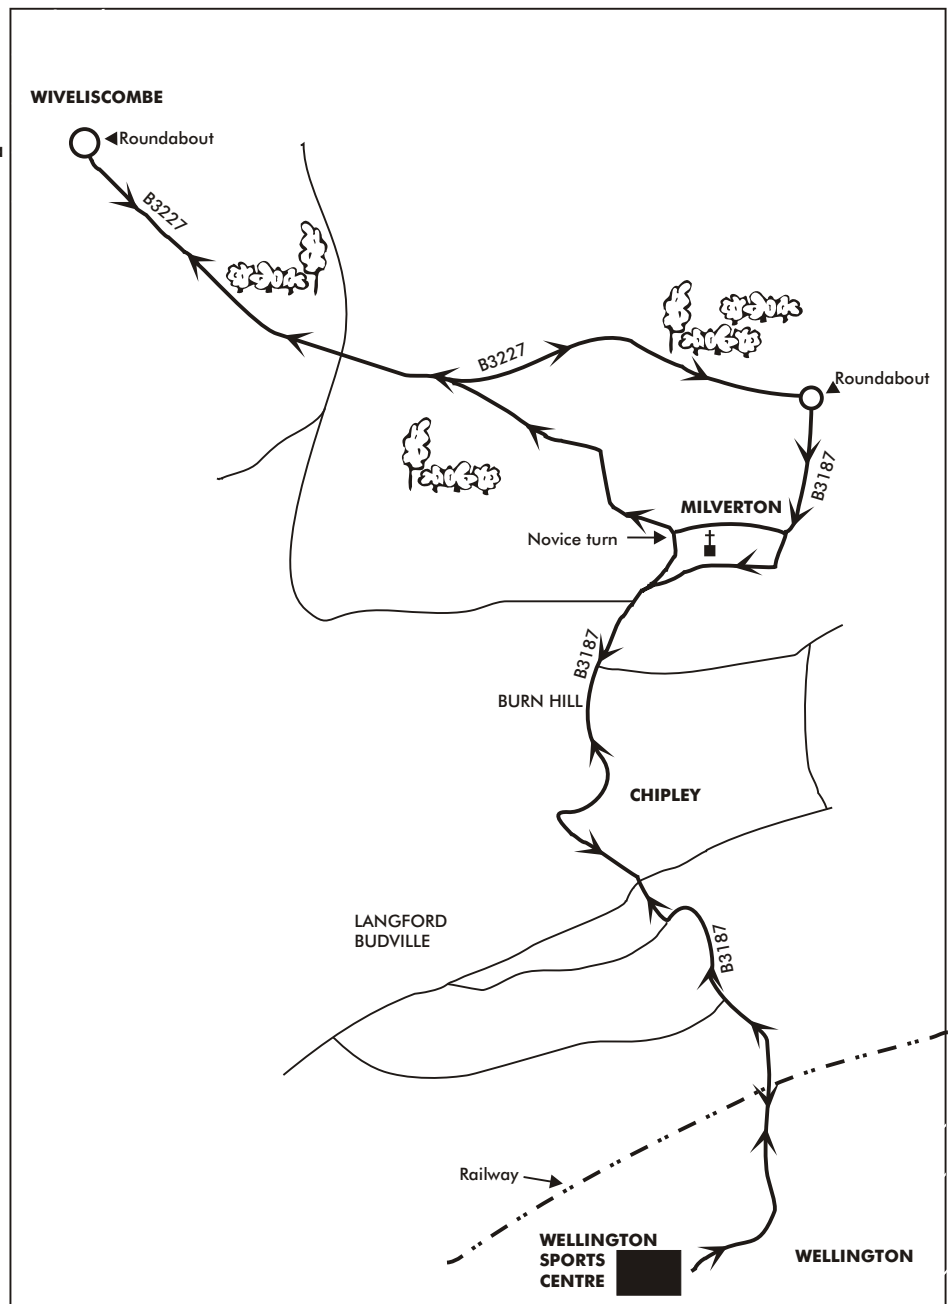 WIVELISCOMBE
Roundabout
B3227
B3227
Roundabout
B3187
MILVERTON
Novice turn
B3187
BURN HILL
CHIPLEY
LANGFORD
BUDVILLE
B3187
Railway
WELLINGTON
SPORTS
CENTRE
WELLINGTON